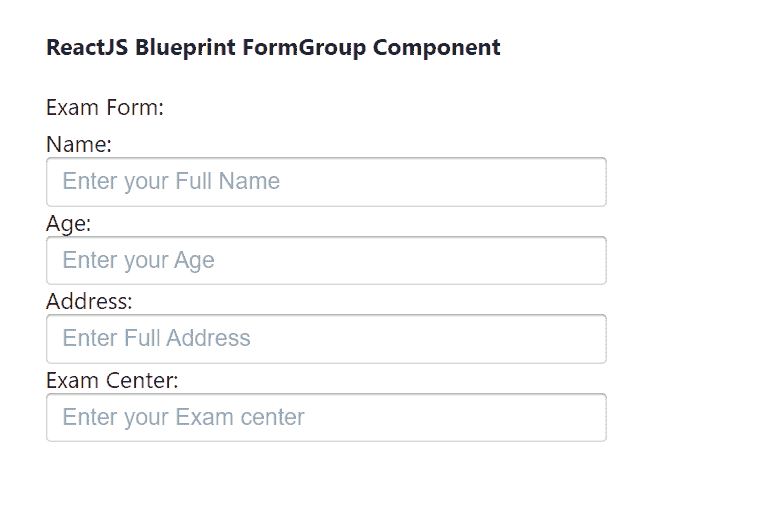 ReactJS Blueprint FormGroup Component
Exam Form:
Name:
Enter your Full Name
Age:
Enter your Age
Address:
Enter Full Address
Exam Center:
Enter your Exam center